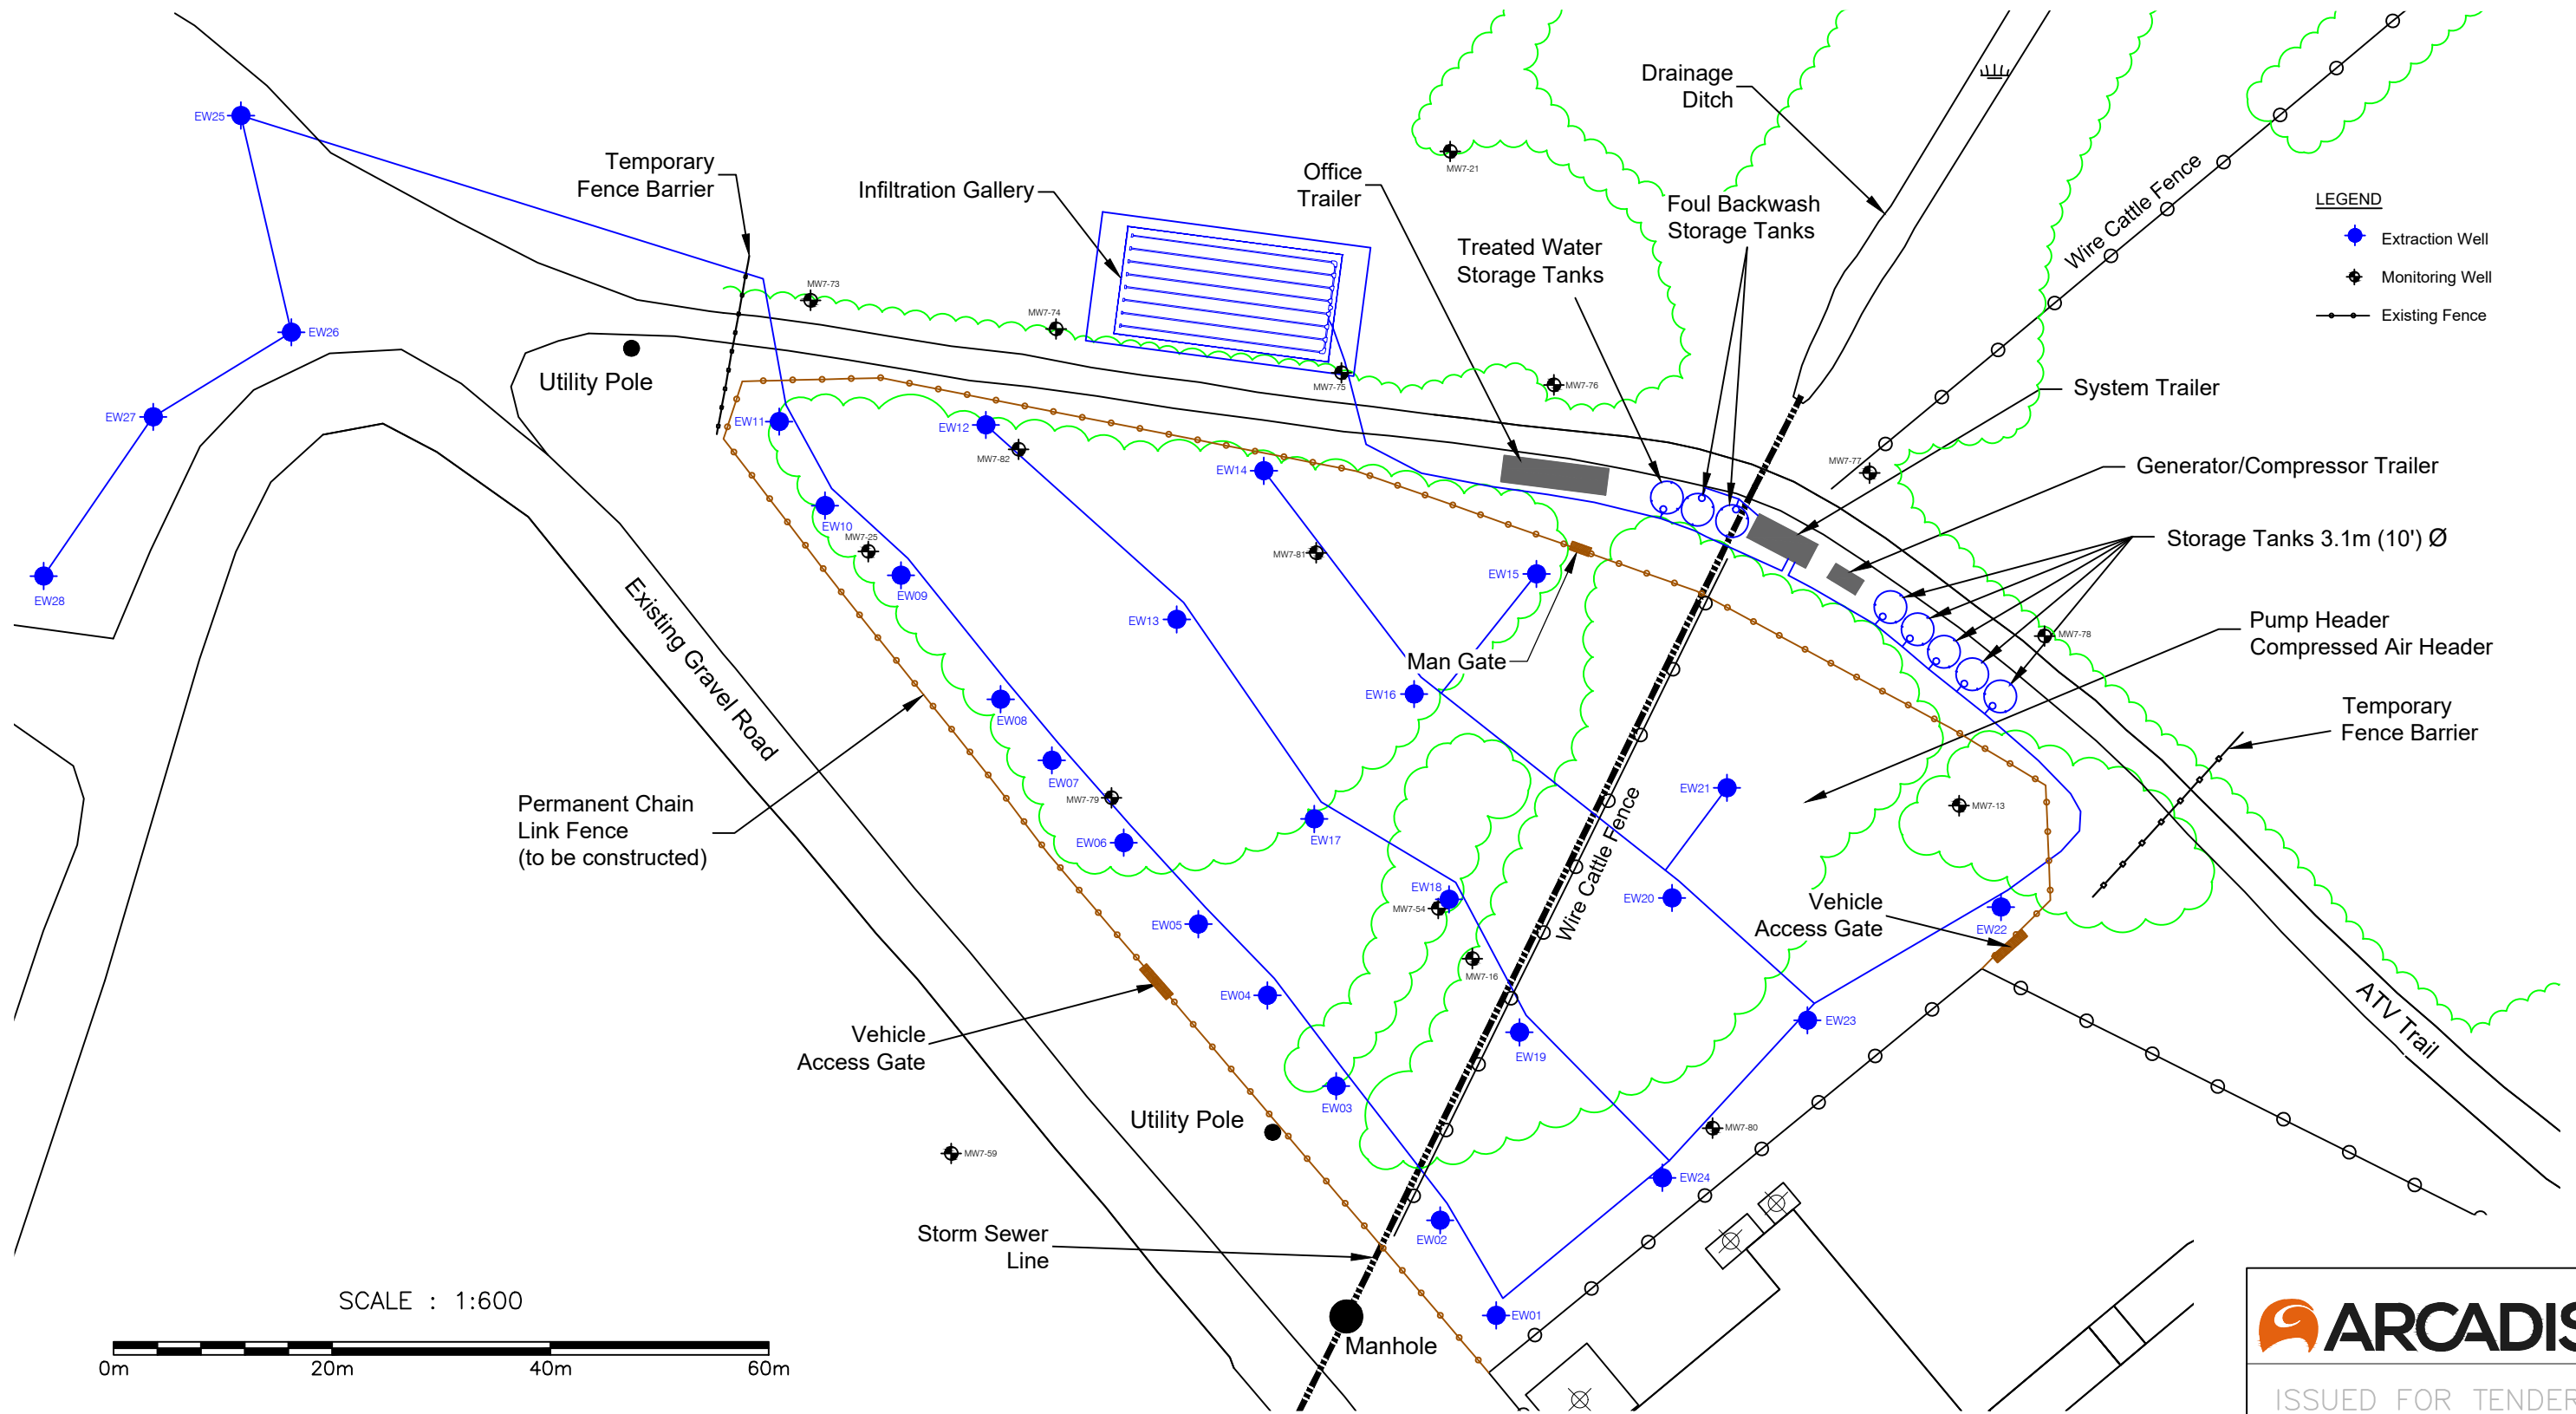 Drainage
Ditch
EW25
Temporary
Fence Barrier
Infiltration Gallery
Office
Trailer
MW7-21
Foul Backwash
Storage Tanks
Treated Water
Storage Tanks
Wire Cattle Fence
LEGEND
Extraction Well
Monitoring Well
Existing Fence
MW7-73
MW7-74
EW26
Utility Pole
MW7-75
MW7-76
System Trailer
EW27
EW11
EW12
MW7-82
EW14
MW7-77
Generator/Compressor Trailer
EW10
MW7-25
MW7-81
Storage Tanks 3.1m (10') Ø
EW28
EW09
EW15
EW13
Existing Gravel Road
Man Gate
MW7-78
Pump Header
Compressed Air Header
EW08
EW16
Temporary
Fence Barrier
EW07
MW7-79
EW21
MW7-13
Permanent Chain
Link Fence
(to be constructed)
EW06
EW17
Wire Cattle Fence
EW18
MW7-54
EW20
Vehicle
Access Gate
EW22
EW05
MW7-16
EW04
EW23
ATV Trail
Vehicle
Access Gate
EW19
EW03
Utility Pole
MW7-80
MW7-59
EW24
Storm Sewer
Line
EW02
EW01
Manhole
SCALE : 1:600
0m 20m 40m 60m
ARCADIS
ISSUED FOR TENDER